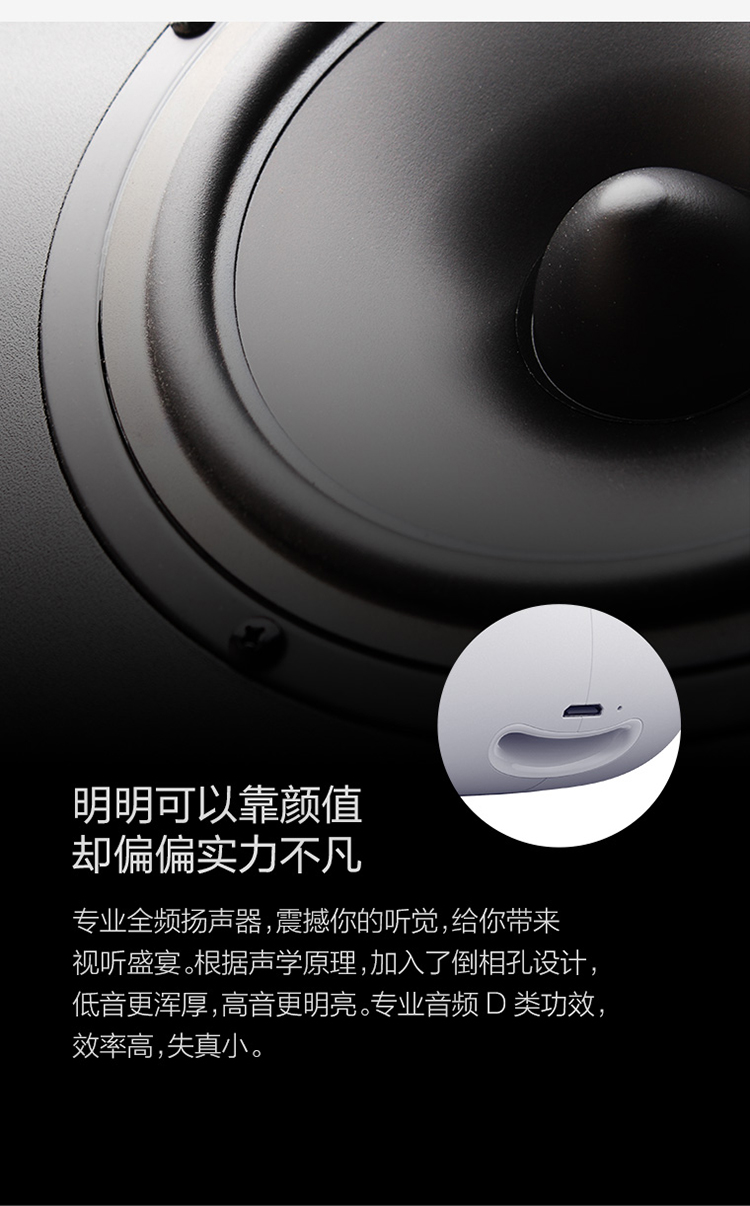 明明可以靠颜值
却偏偏实力不凡
专业全频扬声器,震撼你的听觉,给你带来
视听盛宴。根据声学原理,加入了倒相孔设计,
低音更浑厚,高音更明亮。专业音频 D 类功效,
效率高,失真小。